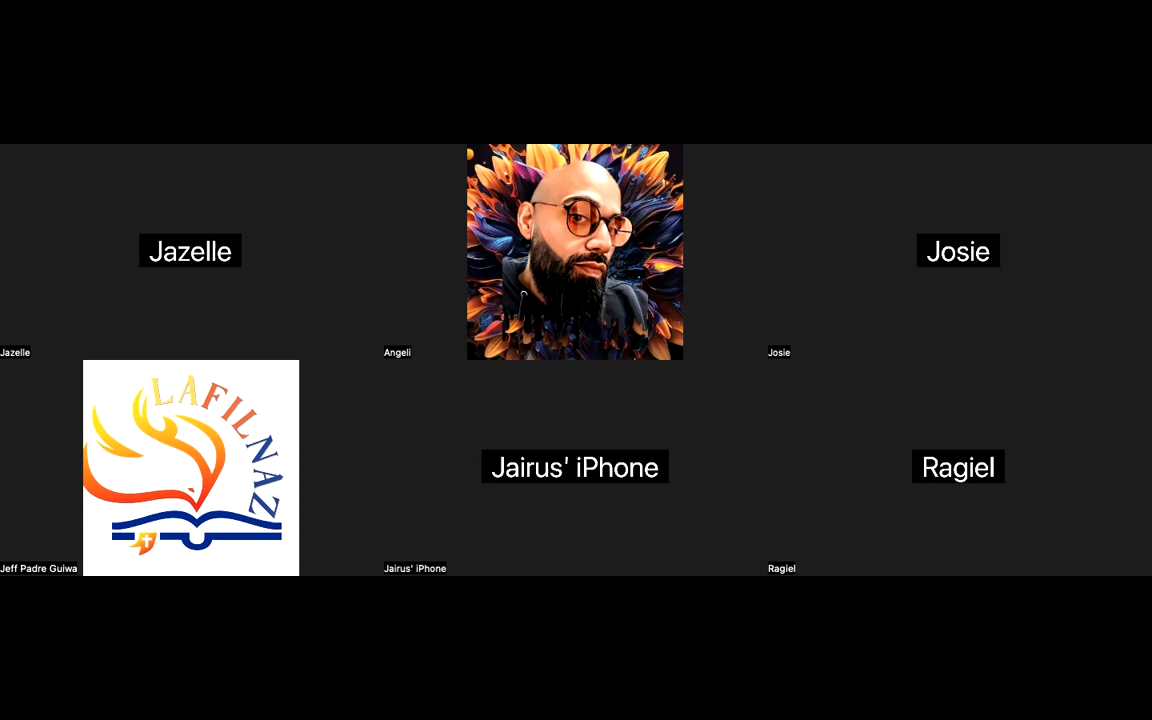 Jazelle
Josie
Jazelle
Angeli
Josie
LAFILNAZ
Jairus' iPhone
Ragiel
Jeff Padre Guiwa
Jairus' iPhone
Ragiel